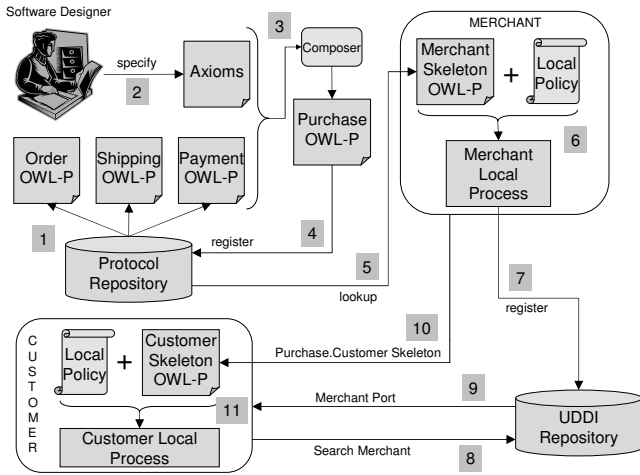 Software Designer
specify
2
Axioms
3
Composer
Purchase
OWL-P
Order
OWL-P
Shipping
OWL-P
Payment
OWL-P
1
Protocol
Repository
register
4
5
lookup
MERCHANT
Merchant
Skeleton
OWL-P
+
Local
Policy
6
Merchant
Local
Process
7
register
10
Purchase.Customer Skeleton
CUSTOMER
Local
Policy
+
Customer
Skeleton
OWL-P
11
Customer Local
Process
9
Merchant Port
Search Merchant
8
UDDI
Repository